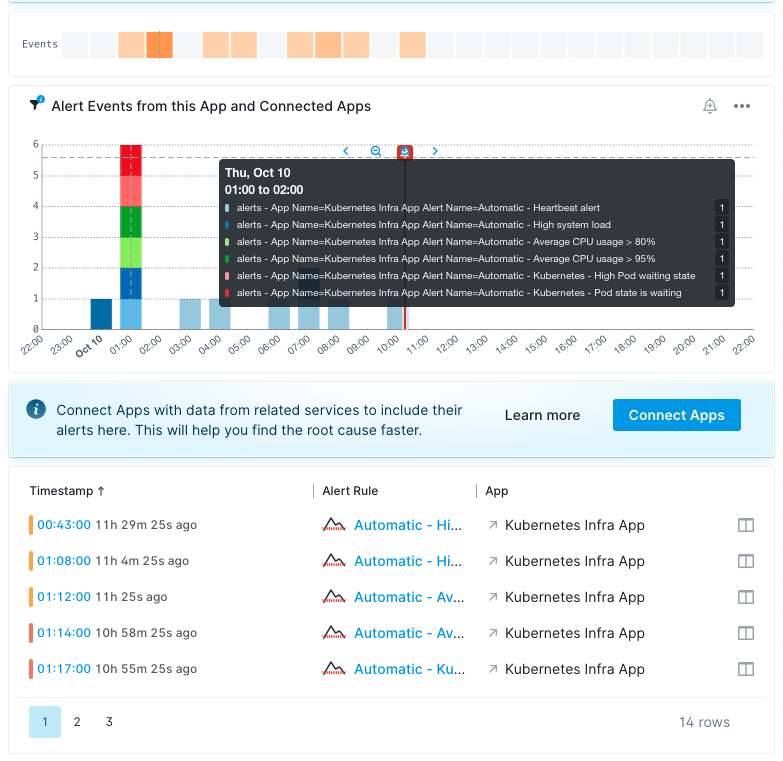 Events
Alert Events from this App and Connected Apps
6
5
4
3
2
1
0
Thu, Oct 10
01:00 to 02:00
alerts - App Name=Kubernetes Infra App Alert Name=Automatic - Heartbeat alert 1
alerts - App Name=Kubernetes Infra App Alert Name=Automatic - High system load 1
alerts - App Name=Kubernetes Infra App Alert Name=Automatic - Average CPU usage > 80% 1
alerts - App Name=Kubernetes Infra App Alert Name=Automatic - Average CPU usage > 95% 1
alerts - App Name=Kubernetes Infra App Alert Name=Automatic - Kubernetes - High Pod waiting state 1
alerts - App Name=Kubernetes Infra App Alert Name=Automatic - Kubernetes - Pod state is waiting 1
22:00 23:00 Oct 10 01:00 02:00 03:00 04:00 05:00 06:00 07:00 08:00 09:00 10:00 11:00 12:00 13:00 14:00 15:00 16:00 17:00 18:00 19:00 20:00 21:00 22:00
Connect Apps with data from related services to include their
alerts here. This will help you find the root cause faster.
Learn more
Connect Apps
Timestamp ↑ Alert Rule App
00:43:00 11h 29m 25s ago Automatic - Hi... Kubernetes Infra App
01:08:00 11h 4m 25s ago Automatic - Hi... Kubernetes Infra App
01:12:00 11h 25s ago Automatic - Av... Kubernetes Infra App
01:14:00 10h 58m 25s ago Automatic - Av... Kubernetes Infra App
01:17:00 10h 55m 25s ago Automatic - Ku... Kubernetes Infra App
1 2 3 14 rows